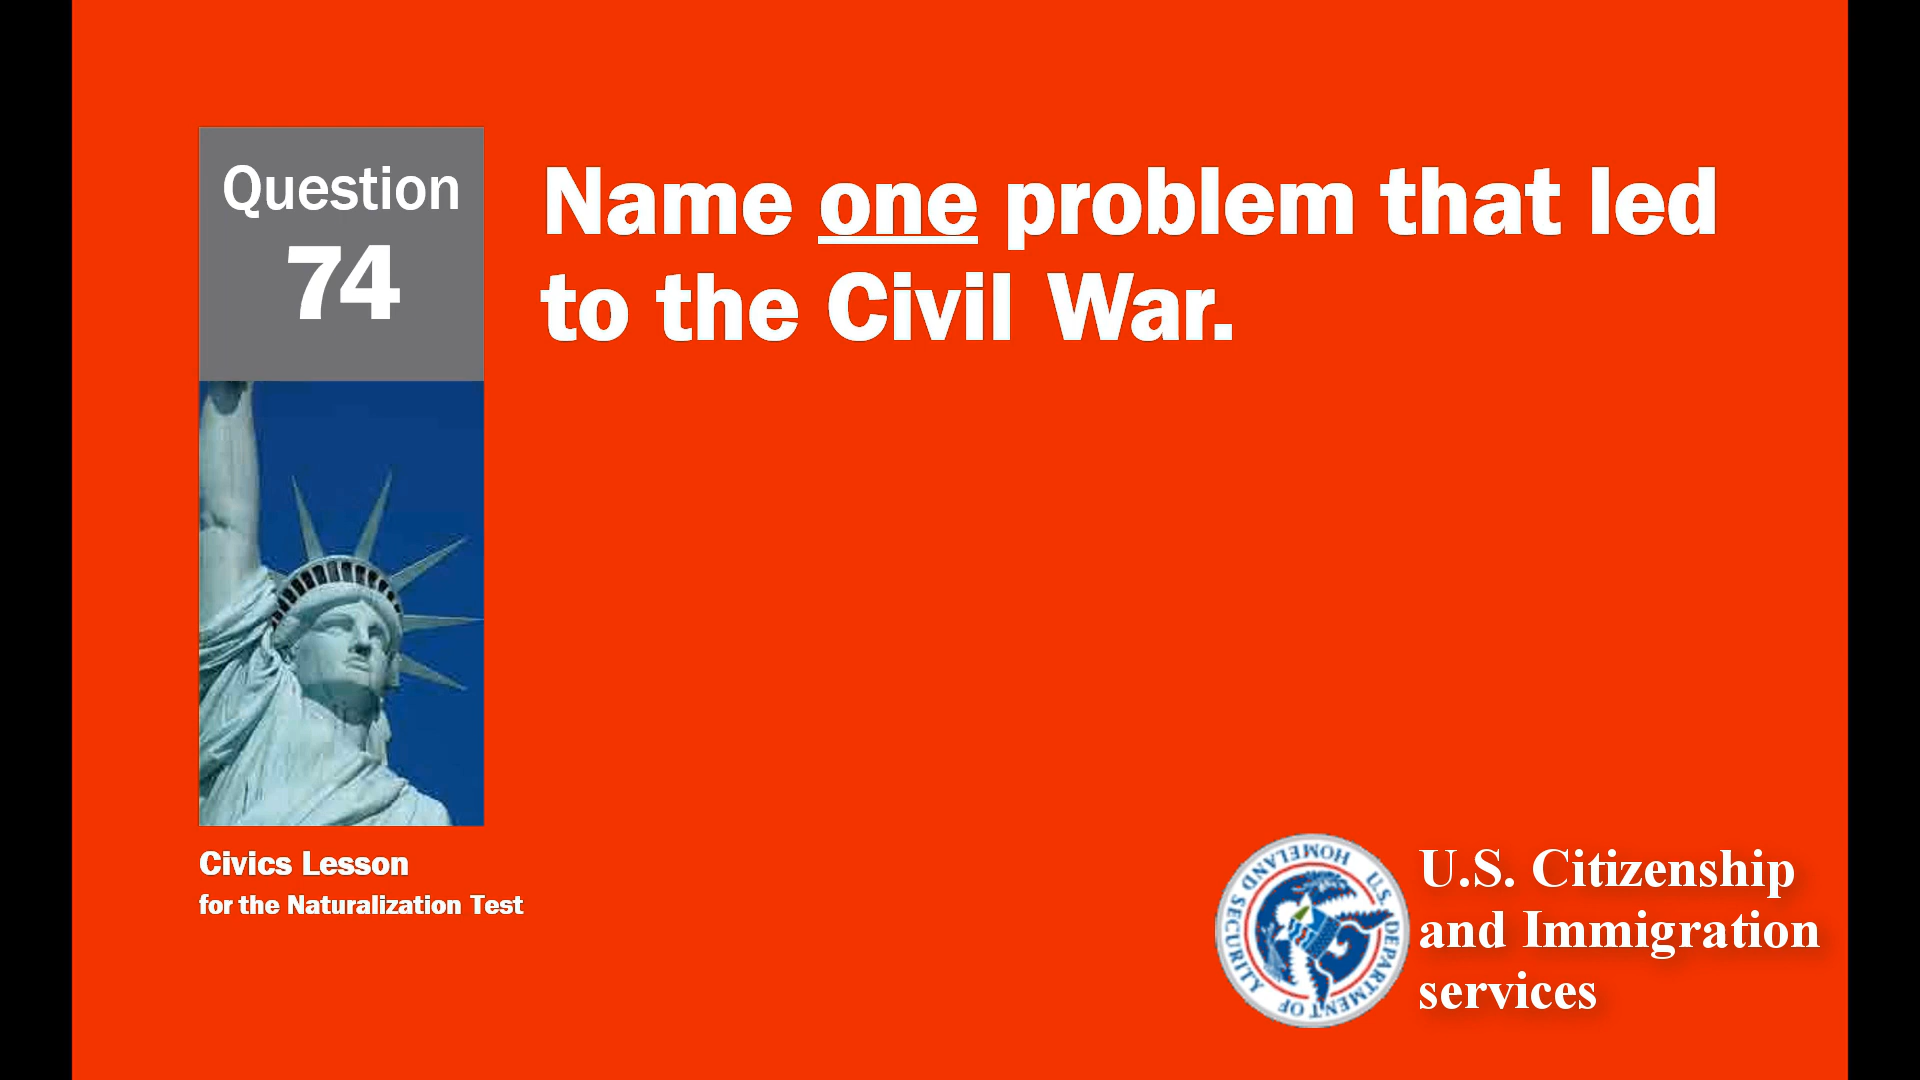 Question
74
Name one problem that led
to the Civil War.
Civics Lesson
for the Naturalization Test
U.S. DEPARTMENT OF HOMELAND SECURITY
U.S. Citizenship
and Immigration
services